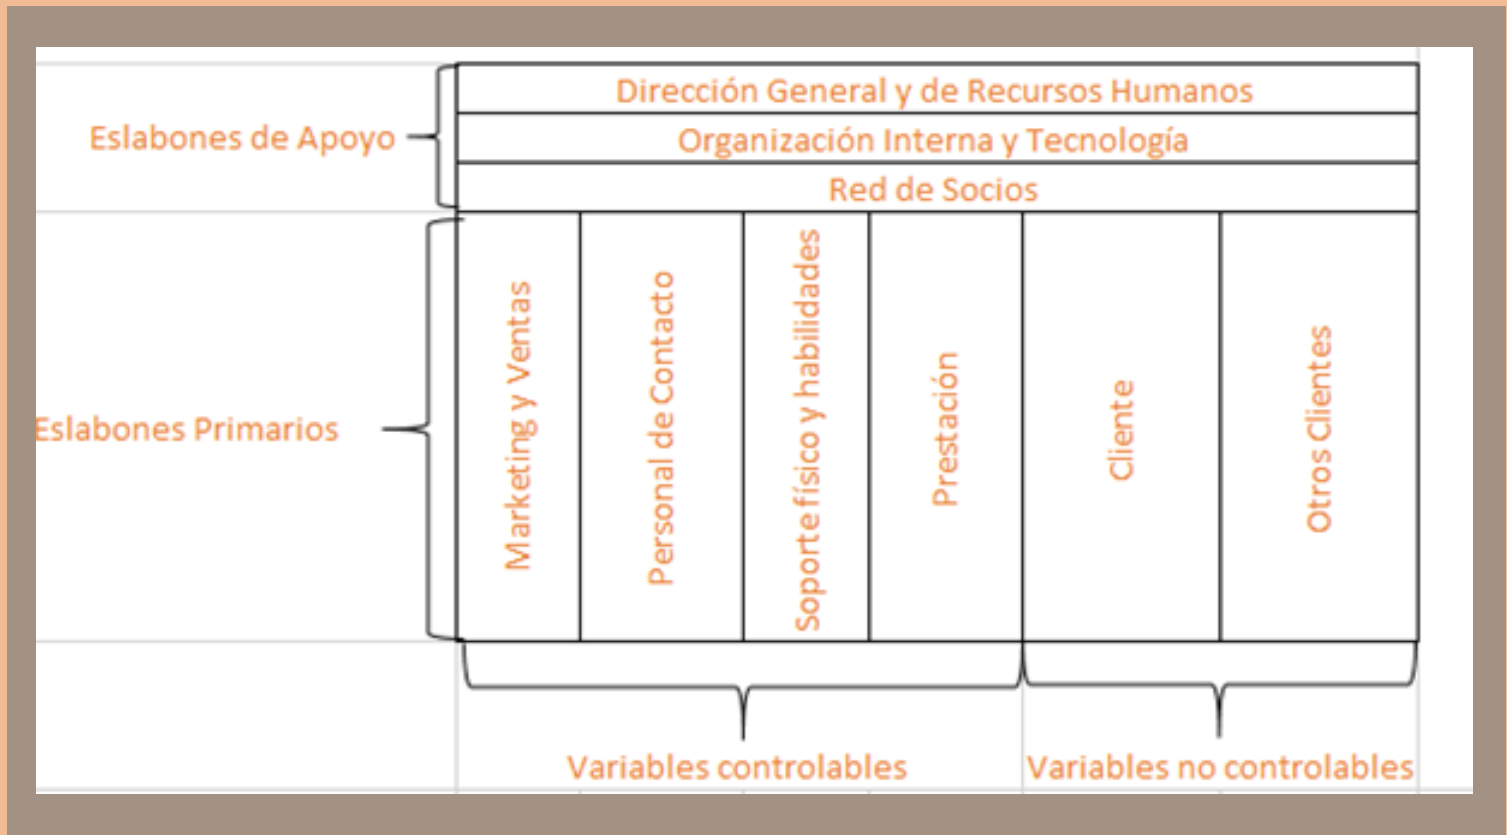 Dirección General y de Recursos Humanos
Eslabones de Apoyo
Organización Interna y Tecnología
Red de Socios
Eslabones Primarios
Marketing y Ventas
Personal de Contacto
Soporte físico y habilidades
Prestación
Cliente
Otros Clientes
Variables controlables
Variables no controlables